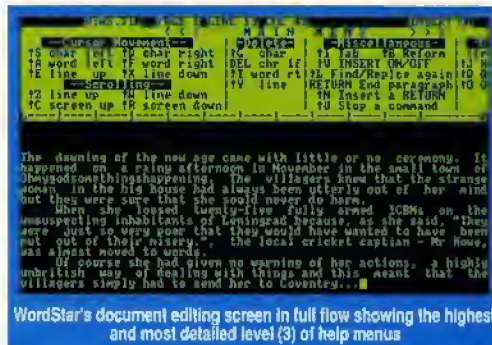 < < < M A I N M E N U > > >
--Cursor Movement-- -Delete- --Miscellaneous--
^S char left ^D char right ^G char ^I Tab ^B Reform
^A word left ^F word right DEL chr lf ^V INSERT ON/OFF
^E line up ^X line down ^T word rt ^L Find/Replce again
--Scrolling-- ^Y line RETURN End paragraph
^Z line up ^W line down ^N Insert a RETURN
^C screen up ^R screen down ^U Stop a command
The dawning of the new age came with little or no ceremony. It
happened on a rainy afternoon in November in the small town of
Ohmygodsomethingshappening. The villagers knew that the strange
woman in the big house had always been utterly out of her mind
but they were sure that she sould never do harm.
When she loosed twenty-five fully armed ICBMs on the
unsuspecting inhabitants of Leningrad because, as she said, "They
were just so very poor that they would have wanted to have been
put out of their misery.", the local cricket captian - Mr Howe,
was almost moved to words.
Of course she had given no warning of her actions, a highly
unbritish way of dealing with things and this meant that the
villagers simply had to send her to Coventry...
WordStar's document editing screen in full flow showing the highest
and most detailed level (3) of help menus